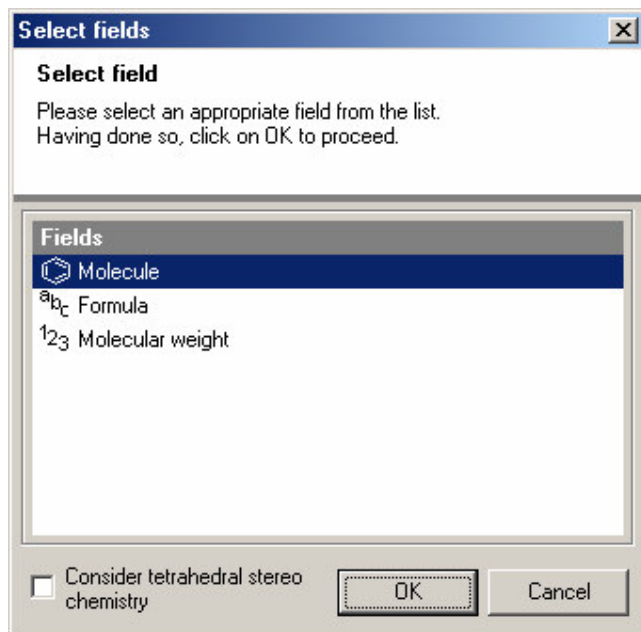 Select fields
Select field
Please select an appropriate field from the list.
Having done so, click on OK to proceed.
Fields
Molecule
abc Formula
123 Molecular weight
Consider tetrahedral stereo
chemistry
OK
Cancel